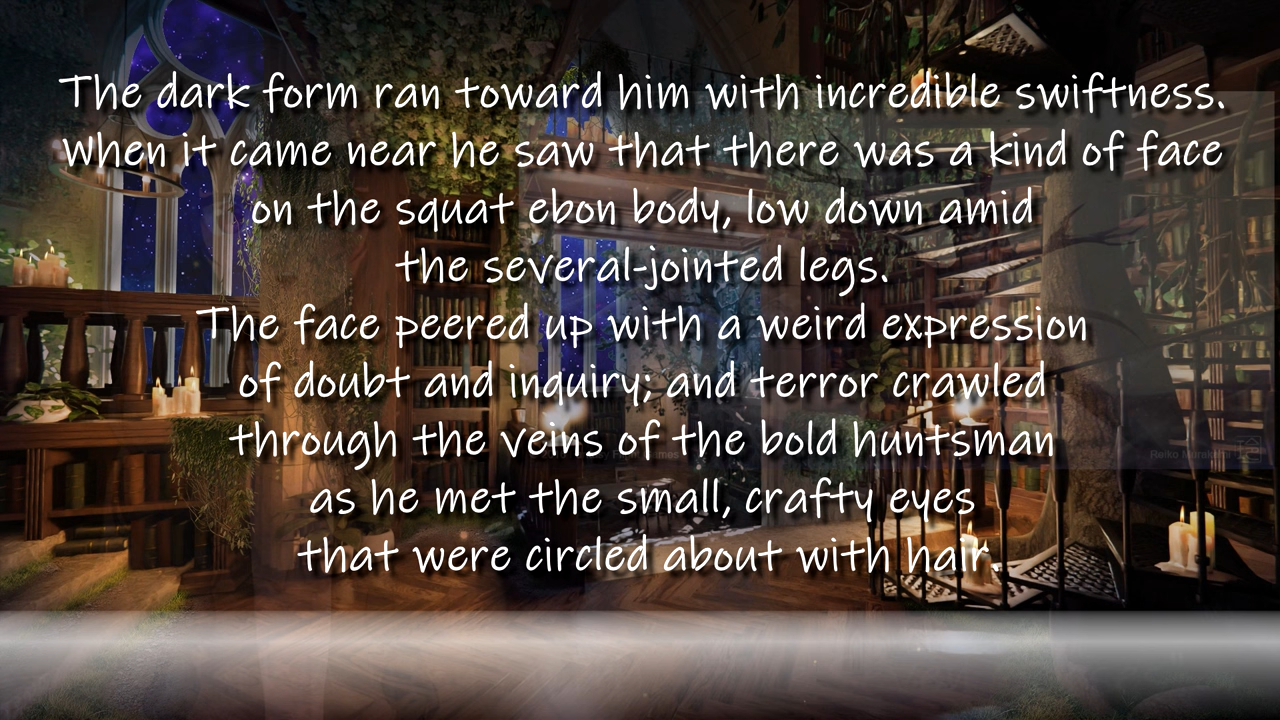 The dark form ran toward him with incredible swiftness.
When it came near he saw that there was a kind of face
on the squat ebon body, low down amid
the several-jointed legs.
The face peered up with a weird expression
of doubt and inquiry; and terror crawled
through the veins of the bold huntsman
as he met the small, crafty eyes
that were circled about with hair.